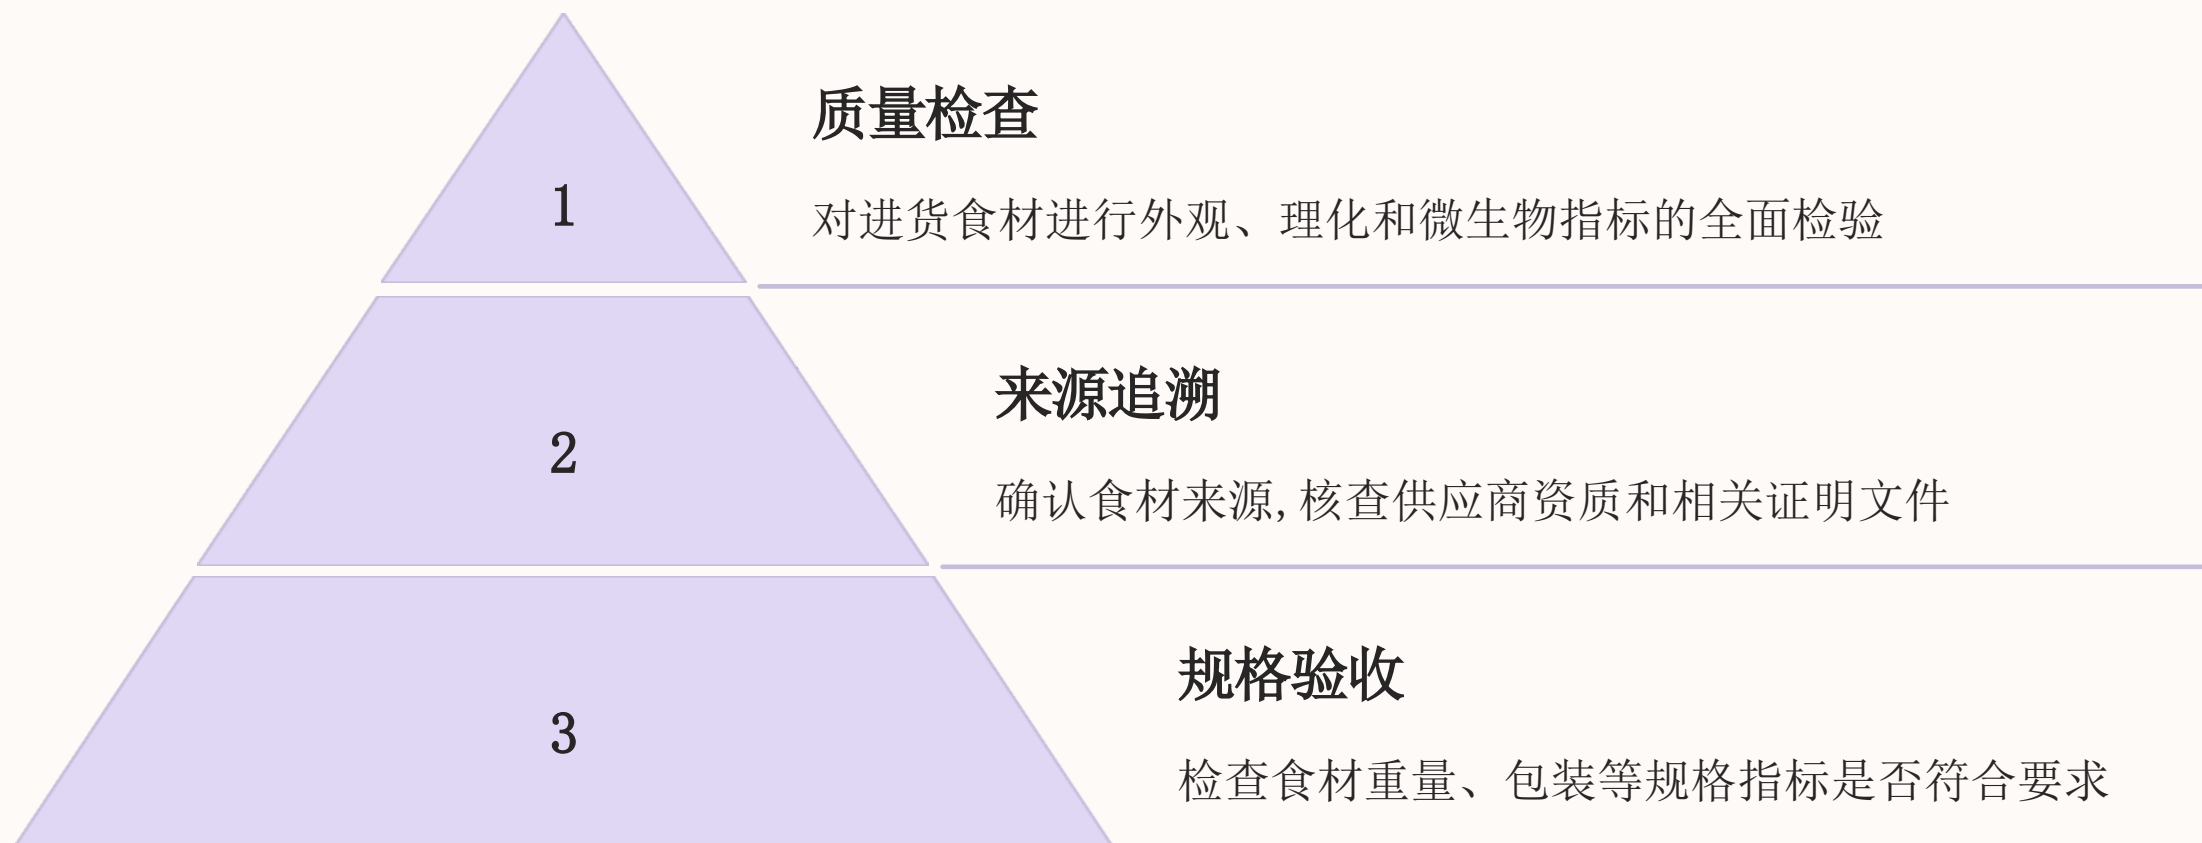 质量检查
1
对进货食材进行外观、理化和微生物指标的全面检验
来源追溯
2
确认食材来源,核查供应商资质和相关证明文件
规格验收
3
检查食材重量、包装等规格指标是否符合要求